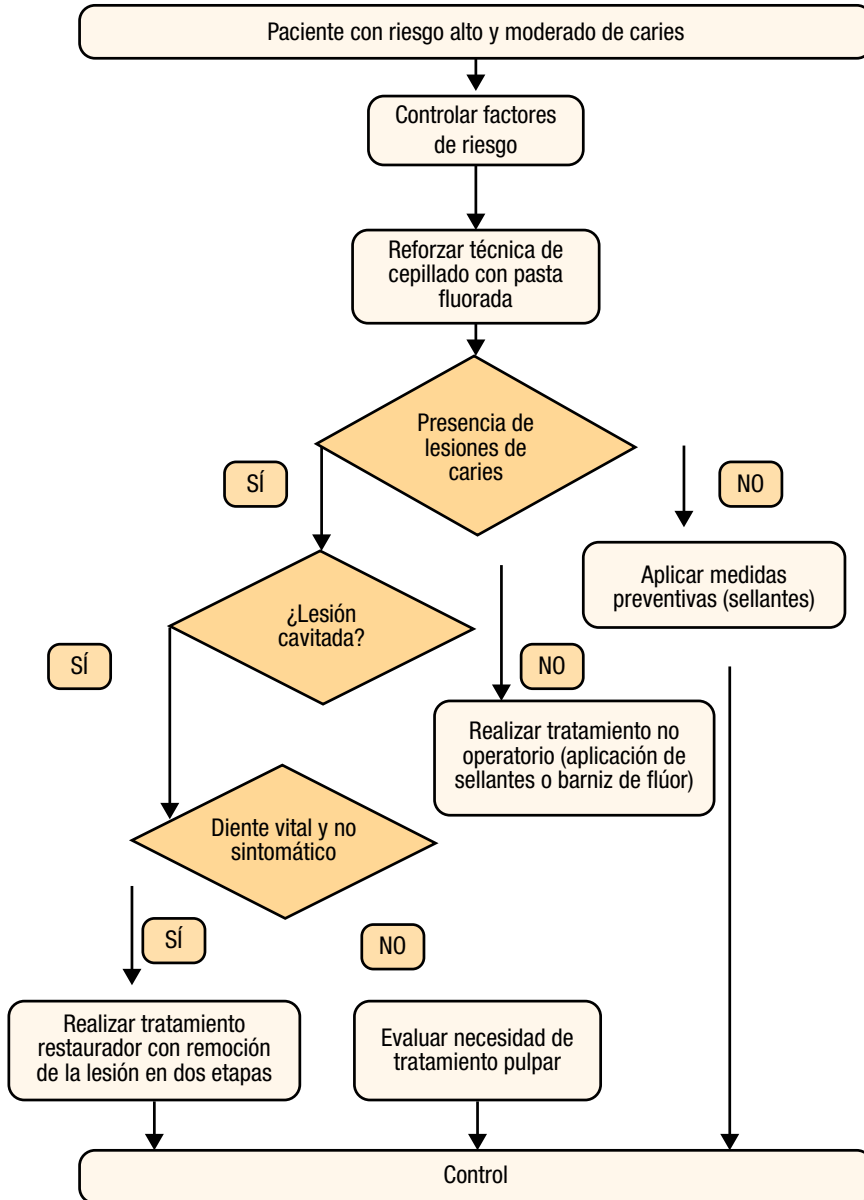 Paciente con riesgo alto y moderado de caries
Controlar factores
de riesgo
Reforzar técnica de
cepillado con pasta
fluorada
Presencia de
lesiones de
caries
SÍ
NO
Aplicar medidas
preventivas (sellantes)
¿Lesión
cavitada?
SÍ
NO
Realizar tratamiento no
operatorio (aplicación de
sellantes o barniz de flúor)
Diente vital y no
sintomático
SÍ
NO
Realizar tratamiento
restaurador con remoción
de la lesión en dos etapas
Evaluar necesidad de
tratamiento pulpar
Control